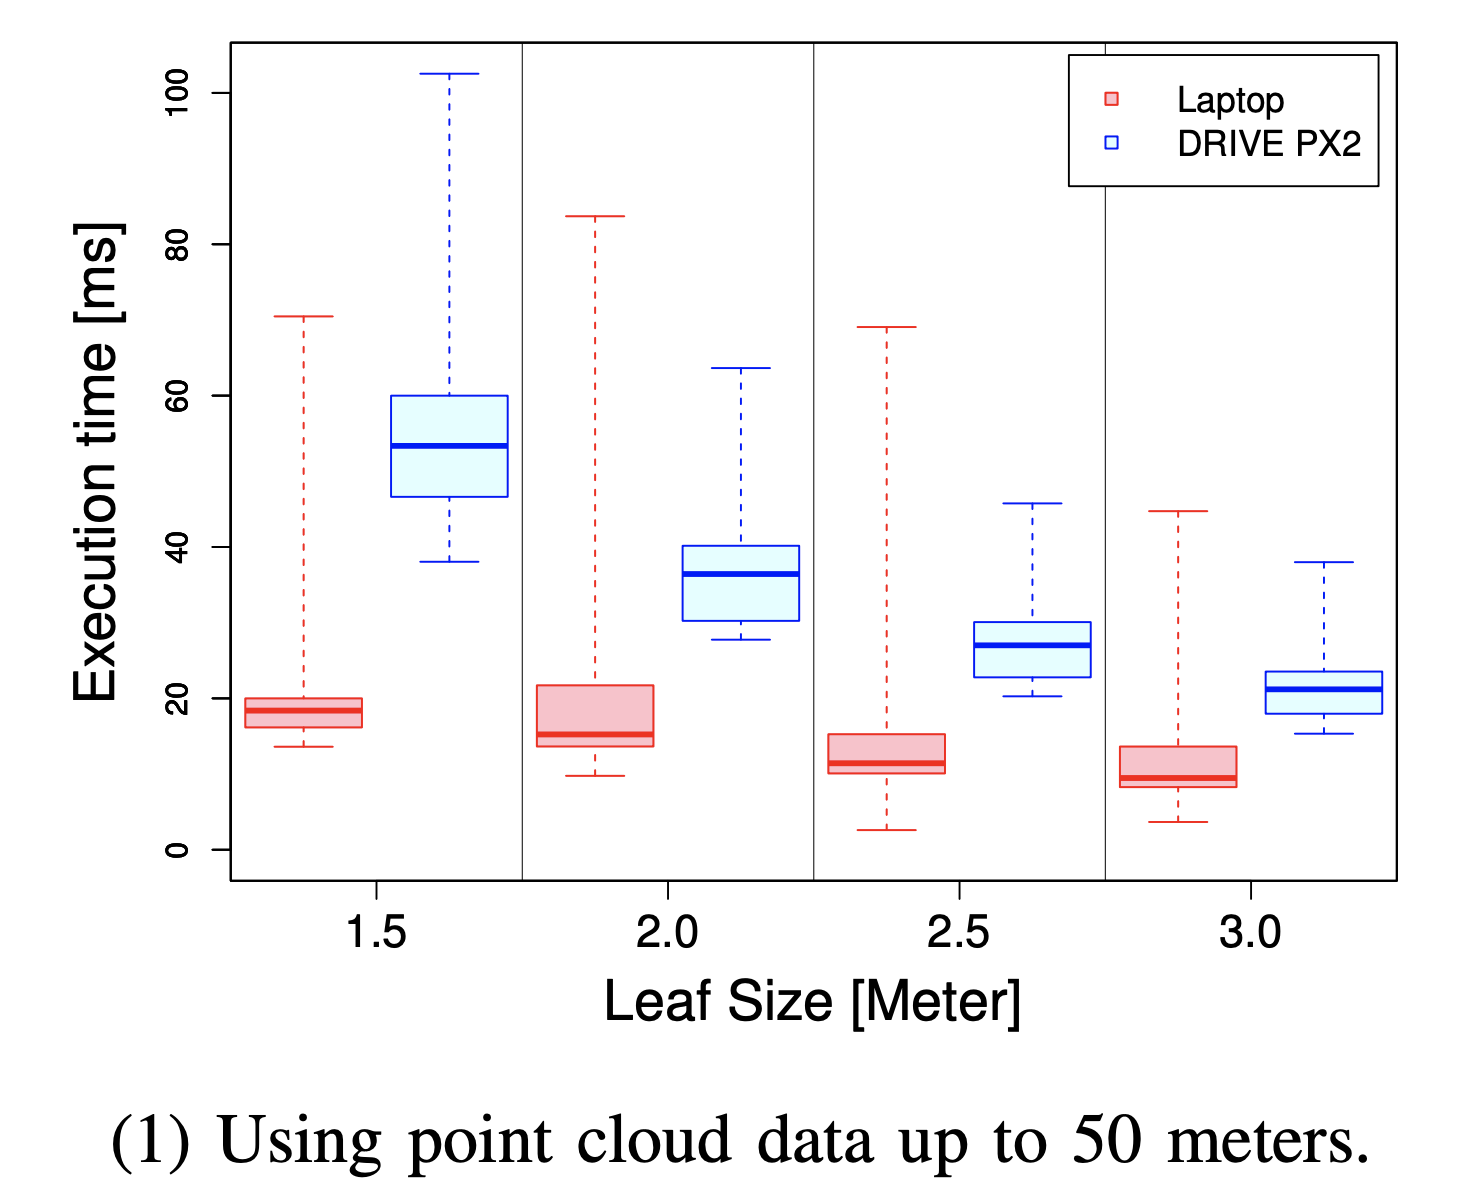 100
80
60
40
20
0
Execution time [ms]
Laptop
DRIVE PX2
1.5 2.0 2.5 3.0
Leaf Size [Meter]
(1) Using point cloud data up to 50 meters.